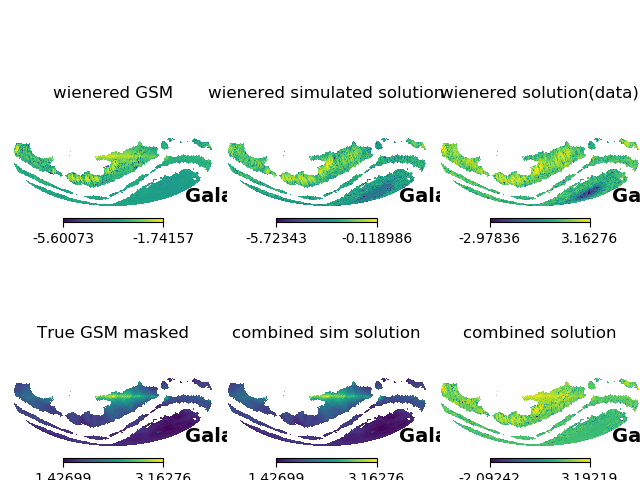 wienered GSM
wienered simulated solution
wienered solution(data)
Gala
Gala
Ga
-5.60073
-1.74157
-5.72343
-0.118986
-2.97836
3.16276
True GSM masked
combined sim solution
combined solution
Gala
Gala
Ga
1.42699
3.16276
1.42699
3.16276
-2.09242
3.19219